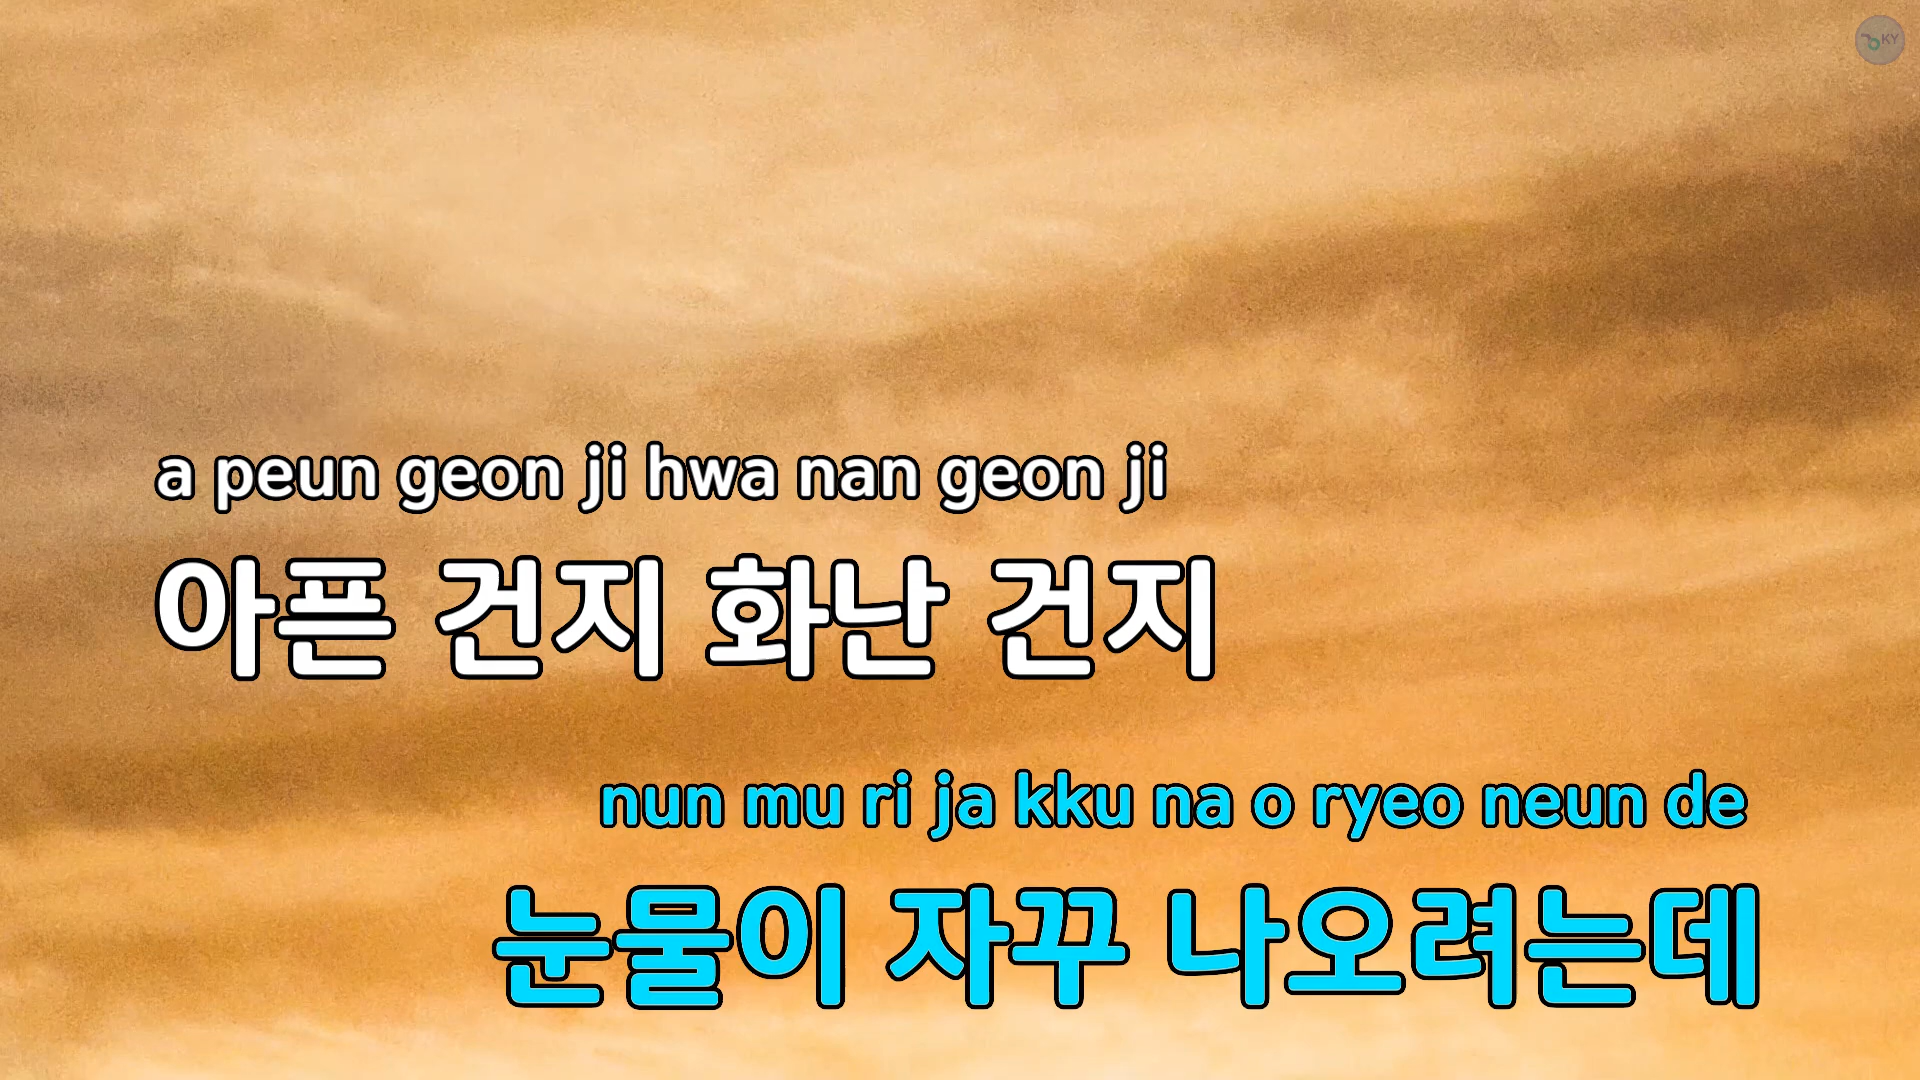 KY
a peun geon ji hwa nan geon ji
아픈 건지 화난 건지
nun mu ri ja kku na o ryeo neun de
눈물이 자꾸 나오려는데